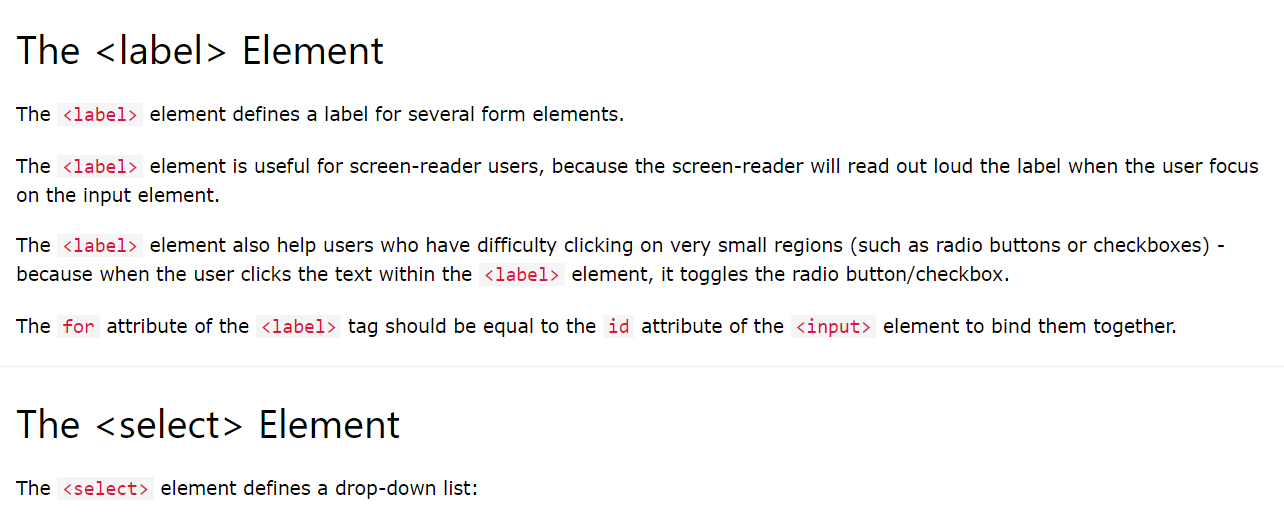 The <label> Element
The <label> element defines a label for several form elements.
The <label> element is useful for screen-reader users, because the screen-reader will read out loud the label when the user focus
on the input element.
The <label> element also help users who have difficulty clicking on very small regions (such as radio buttons or checkboxes) -
because when the user clicks the text within the <label> element, it toggles the radio button/checkbox.
The for attribute of the <label> tag should be equal to the id attribute of the <input> element to bind them together.
The <select> Element
The <select> element defines a drop-down list: